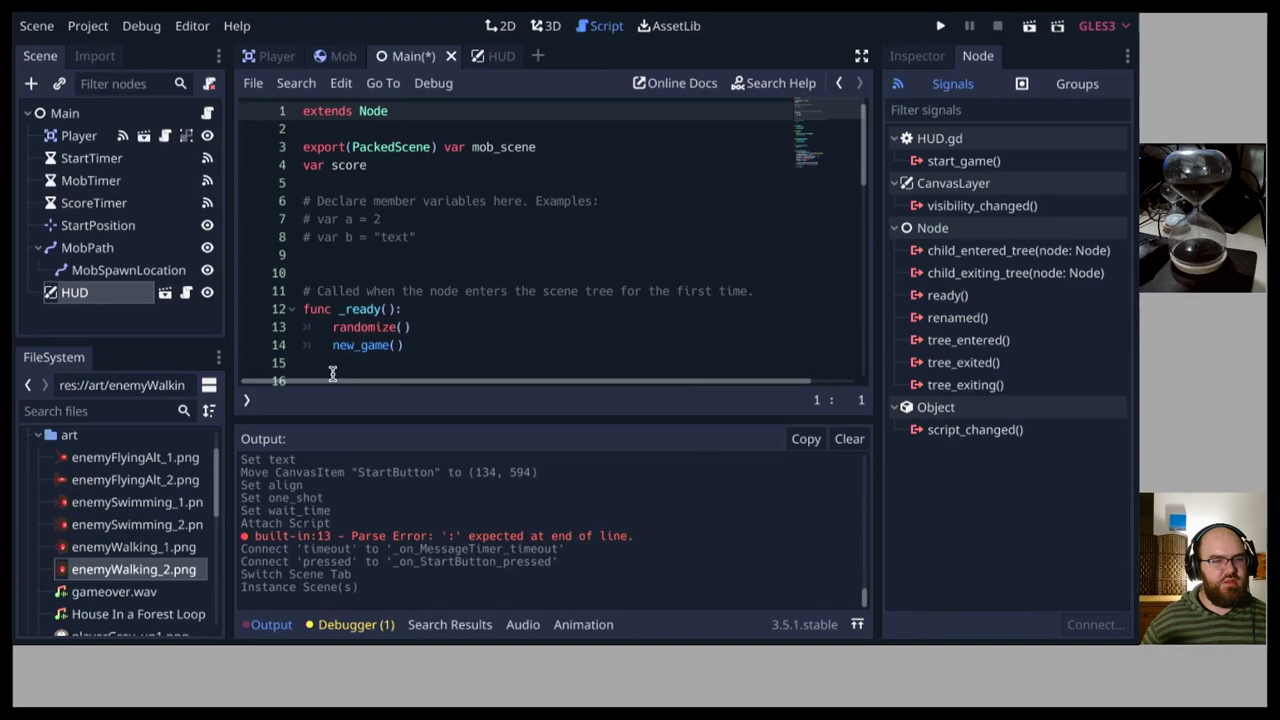 Scene Project Debug Editor Help 2D 3D Script AssetLib GLES3
Scene Import
Filter nodes
Main
Player
StartTimer
MobTimer
ScoreTimer
StartPosition
MobPath
MobSpawnLocation
HUD
FileSystem
res://art/enemyWalkin
Search files
art
enemyFlyingAlt_1.png
enemyFlyingAlt_2.png
enemySwimming_1.pn
enemySwimming_2.pn
enemyWalking_1.png
enemyWalking_2.png
gameover.wav
House In a Forest Loop
playerGrey_up1.png
Player Mob Main(*) HUD
File Search Edit Go To Debug Online Docs Search Help
1 extends Node
2
3 export(PackedScene) var mob_scene
4 var score
5
6 # Declare member variables here. Examples:
7 # var a = 2
8 # var b = "text"
9
10
11 # Called when the node enters the scene tree for the first time.
12 func _ready():
13 randomize()
14 new_game()
15
16
1 : 1
Output: Copy Clear
Set text
Move CanvasItem "StartButton" to (134, 594)
Set align
Set one_shot
Set wait_time
Attach Script
built-in:13 - Parse Error: ':' expected at end of line.
Connect 'timeout' to '_on_MessageTimer_timeout'
Connect 'pressed' to '_on_StartButton_pressed'
Switch Scene Tab
Instance Scene(s)
Output Debugger (1) Search Results Audio Animation 3.5.1.stable
Inspector Node
Signals Groups
Filter signals
HUD.gd
start_game()
CanvasLayer
visibility_changed()
Node
child_entered_tree(node: Node)
child_exiting_tree(node: Node)
ready()
renamed()
tree_entered()
tree_exited()
tree_exiting()
Object
script_changed()
Connect...